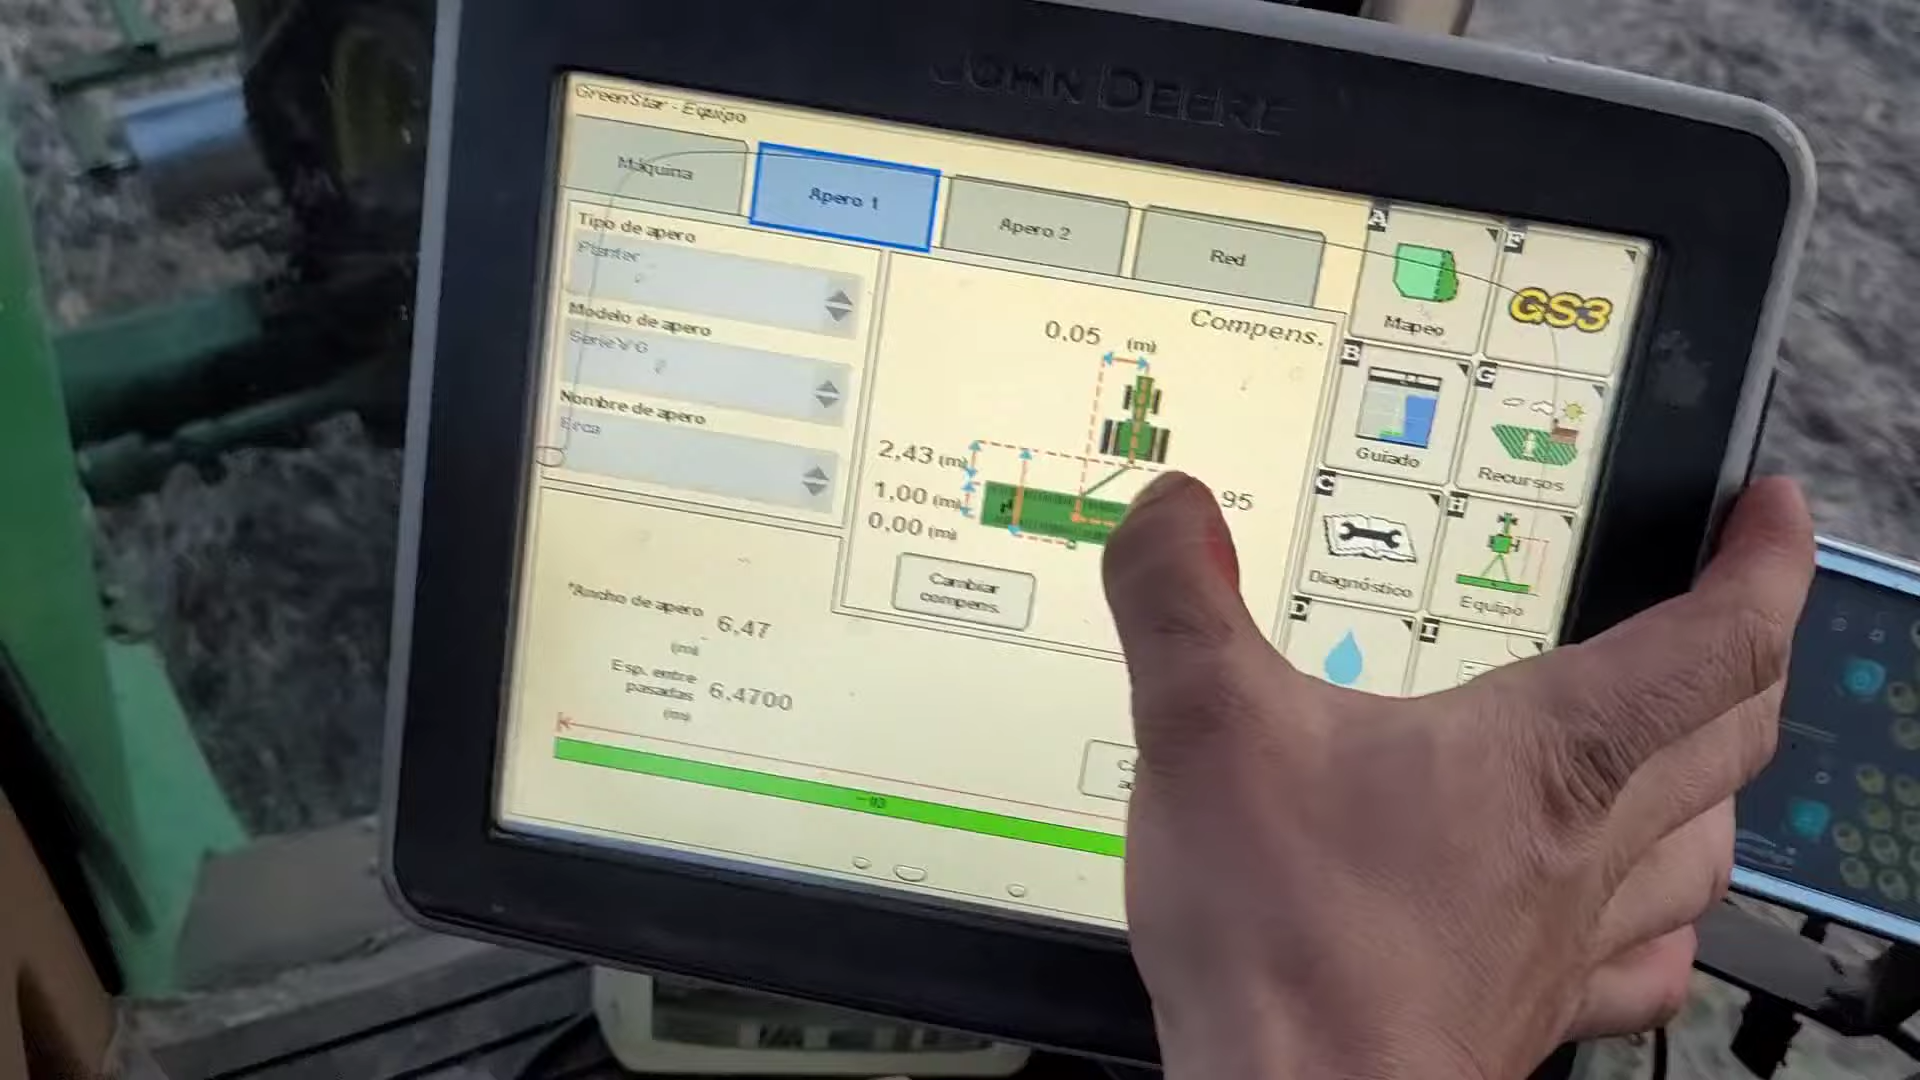 JOHN DEERE
GreenStar - Equipo
Máquina
Apero 1
Apero 2
Red
Tipo de apero
Planter
Modelo de apero
Nombre de apero
Erca
Compens.
0.05 (m)
2,43 (m)
1,00 (m)
0,00 (m)
95
Cambiar
compens.
*Ancho de apero 6,47
(m)
Esp. entre
pasadas 6.4700
(m)
A
Mapeo
F
GS3
B
Guiado
G
Recursos
C
Diagnóstico
H
Equipo
D
I